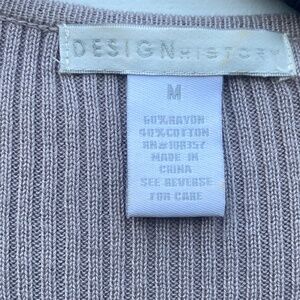 DESIGN HISTORY
M
60%RAYON
40%COTTON
RN#108357
MADE IN
CHINA
SEE REVERSE
FOR CARE